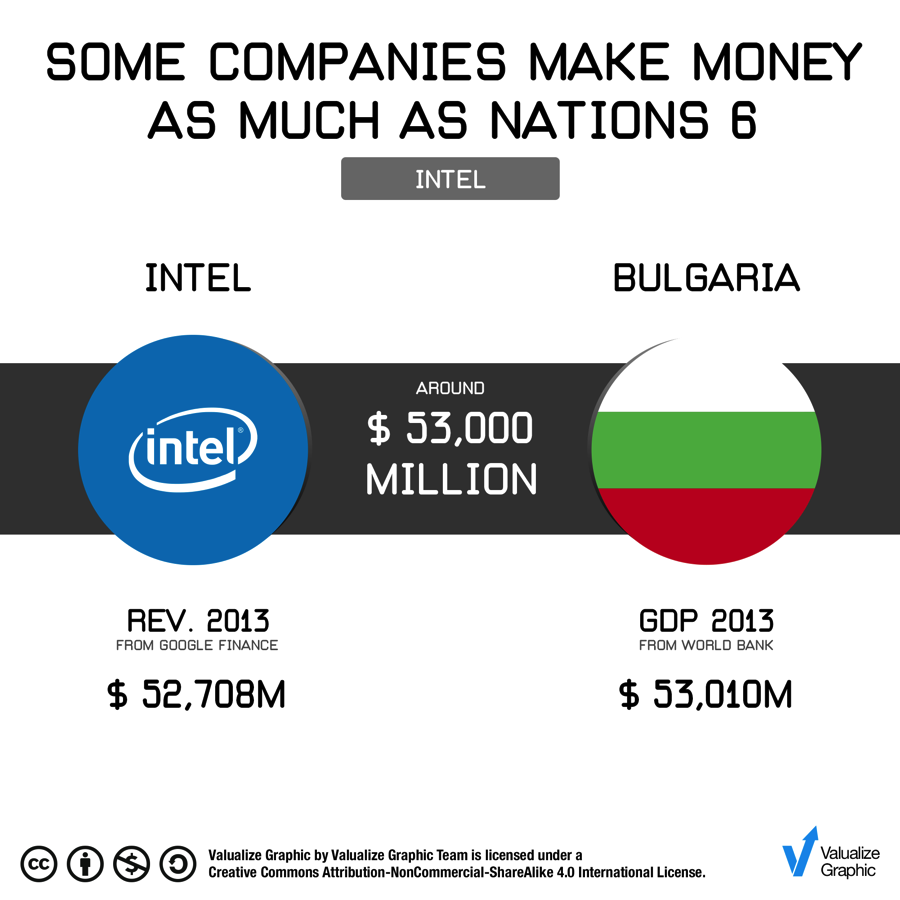 SOME COMPANIES MAKE MONEY
AS MUCH AS NATIONS 6
INTEL
INTEL
BULGARIA
intel®
AROUND
$ 53,000
MILLION
REV. 2013
FROM GOOGLE FINANCE
$ 52,708M
GDP 2013
FROM WORLD BANK
$ 53,010M
cc
Valualize Graphic by Valualize Graphic Team is licensed under a
Creative Commons Attribution-NonCommercial-ShareAlike 4.0 International License.
Valualize
Graphic